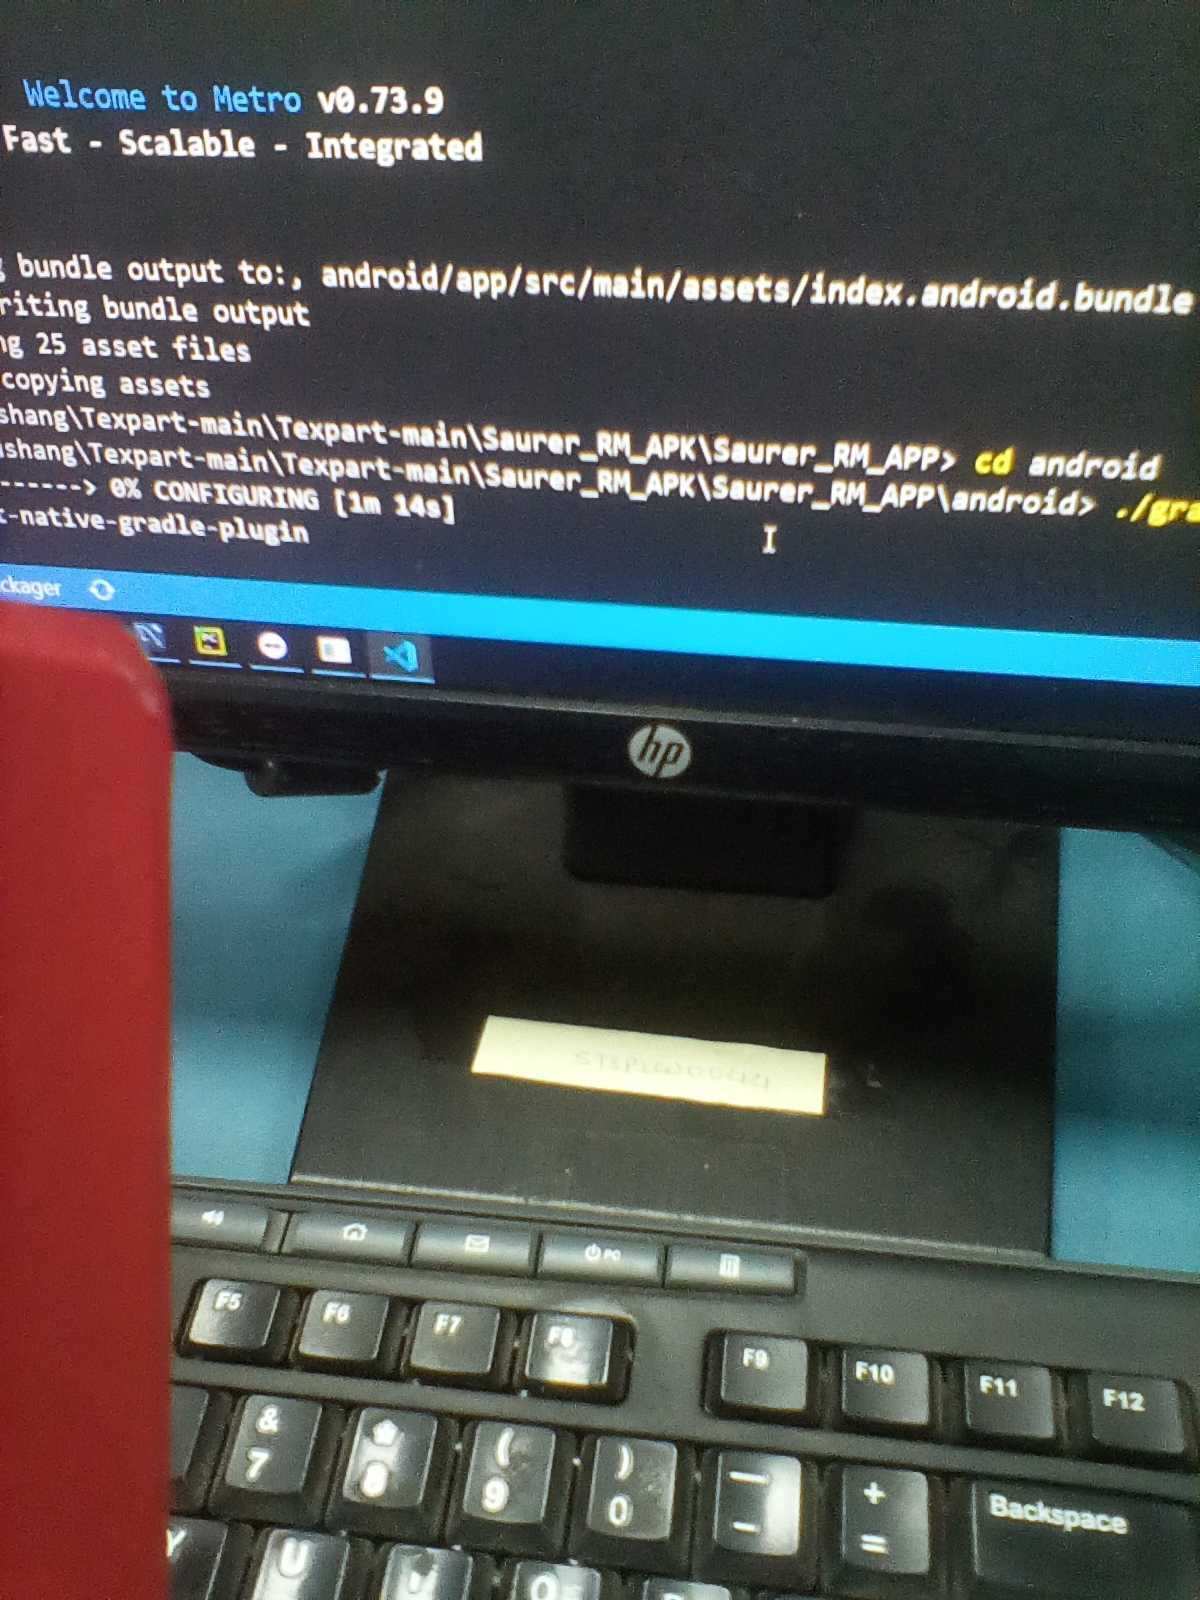 Welcome to Metro v0.73.9
Fast - Scalable - Integrated
bundle output to:, android/app/src/main/assets/index.android.bundle
riting bundle output
ng 25 asset files
copying assets
shang\Texpart-main\Texpart-main\Saurer_RM_APK\Saurer_RM_APP> cd android
shang\Texpart-main\Texpart-main\Saurer_RM_APK\Saurer_RM_APP\android> ./gra
------> 0% CONFIGURING [1m 14s]
t-native-gradle-plugin
ckager
hp
PC
F5 F6 F7 F8 F9 F10 F11 F12
& 7 * 8 ( 9 ) 0 — - + = Backspace
Y U